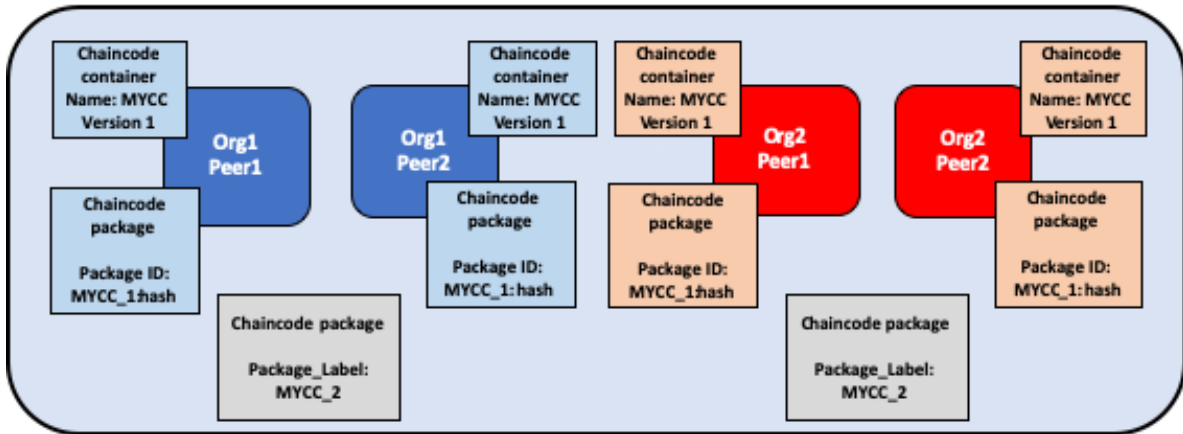 Chaincode
container
Name: MYCC
Version 1
Org1
Peer1
Chaincode
package
Package ID:
MYCC_1:hash
Chaincode
container
Name: MYCC
Version 1
Org1
Peer2
Chaincode
package
Package ID:
MYCC_1:hash
Chaincode
container
Name: MYCC
Version 1
Org2
Peer1
Chaincode
package
Package ID:
MYCC_1:hash
Chaincode
container
Name: MYCC
Version 1
Org2
Peer2
Chaincode
package
Package ID:
MYCC_1:hash
Chaincode package
Package_Label:
MYCC_2
Chaincode package
Package_Label:
MYCC_2